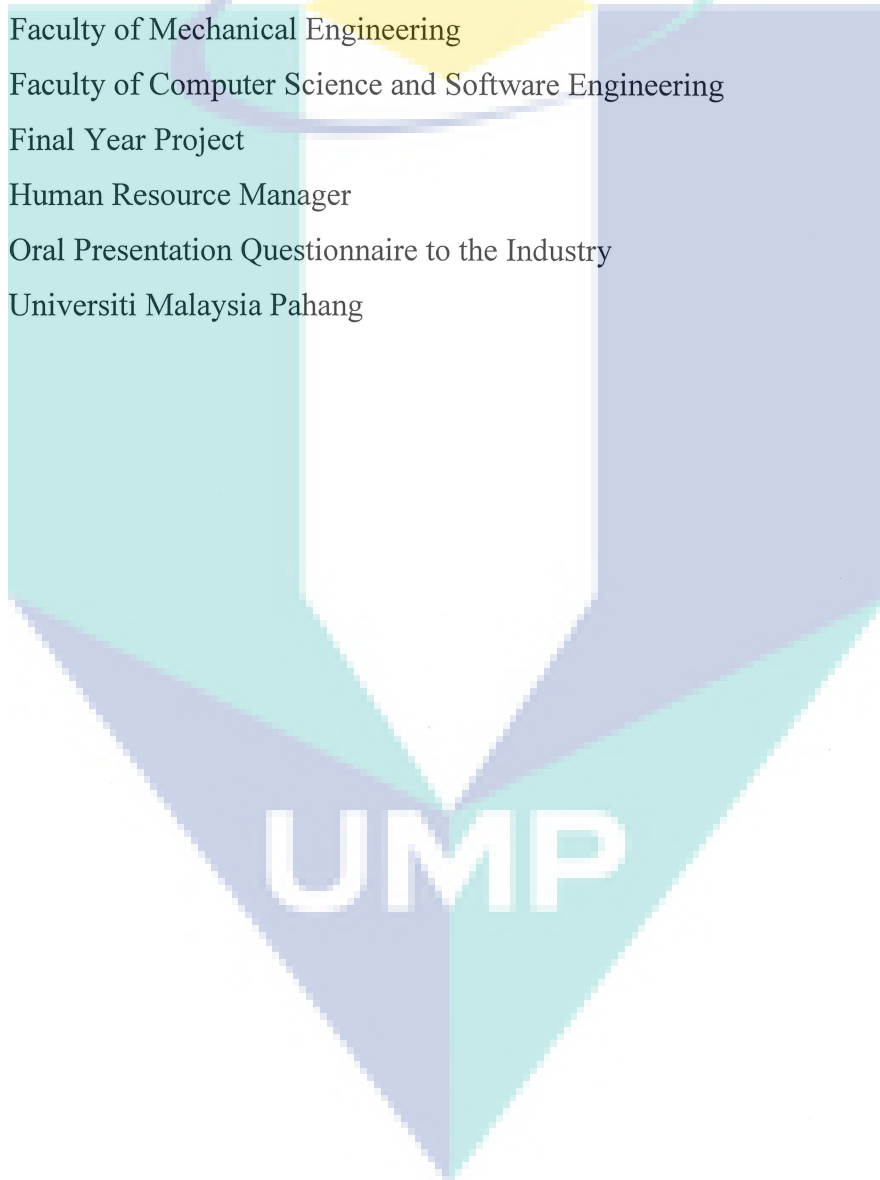 Faculty of Mechanical Engineering
Faculty of Computer Science and Software Engineering
Final Year Project
Human Resource Manager
Oral Presentation Questionnaire to the Industry
Universiti Malaysia Pahang
UMP